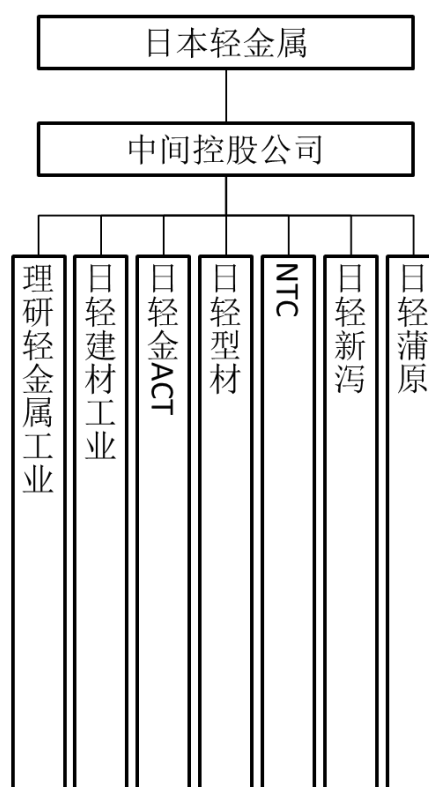 日本轻金属
中间控股公司
理研轻金属工业
日轻建材工业
日轻金ACT
日轻型材
NTC
日轻新泻
日轻蒲原